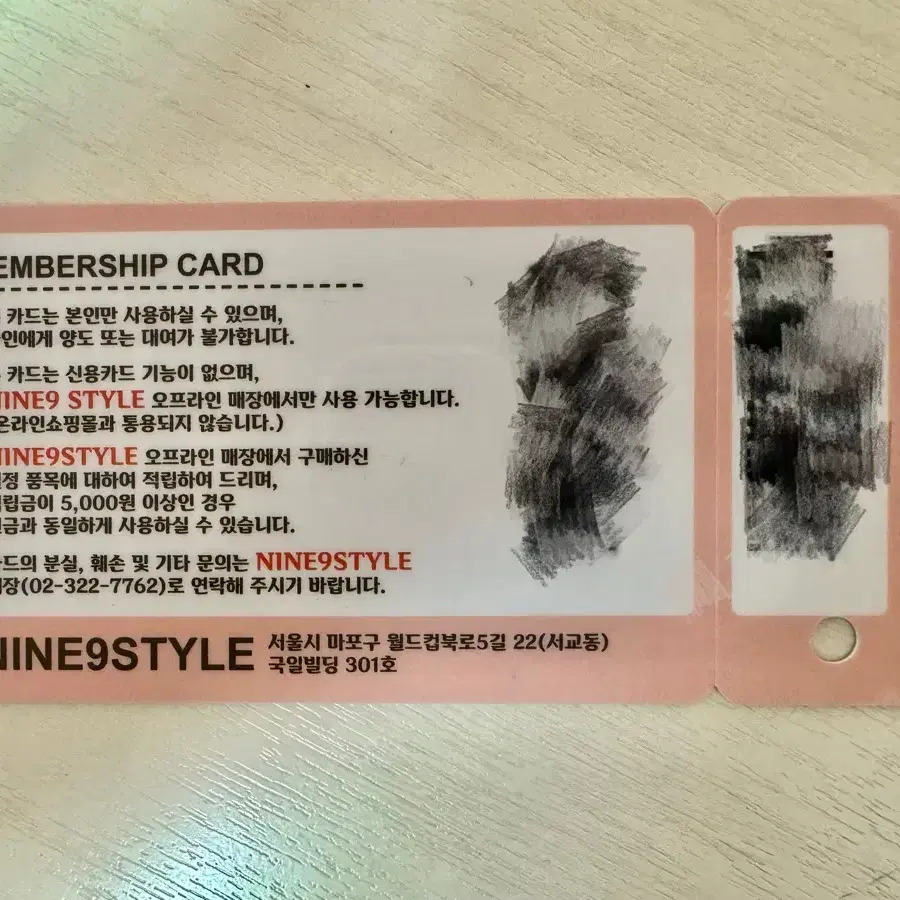 EMBERSHIP CARD
카드는 본인만 사용하실 수 있으며,
인에게 양도 또는 대여가 불가합니다.
카드는 신용카드 기능이 없으며,
NINE9 STYLE 오프라인 매장에서만 사용 가능합니다.
온라인쇼핑몰과 통용되지 않습니다.)
NINE9STYLE 오프라인 매장에서 구매하신
정 품목에 대하여 적립하여 드리며,
립금이 5,000원 이상인 경우
금과 동일하게 사용하실 수 있습니다.
드의 분실, 훼손 및 기타 문의는 NINE9STYLE
장(02-322-7762)로 연락해 주시기 바랍니다.
NINE9STYLE 서울시 마포구 월드컵북로5길 22(서교동)
국일빌딩 301호